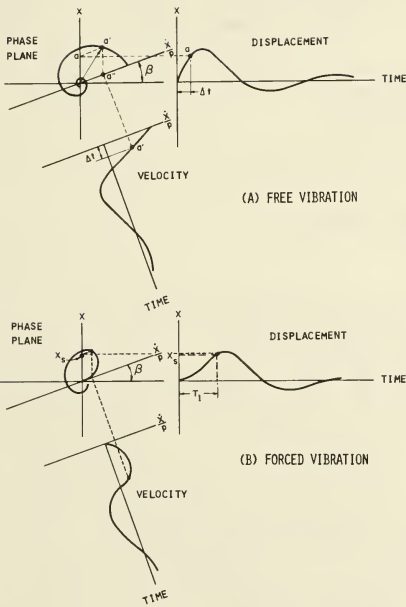 X
X
PHASE
PLANE
DISPLACEMENT
a
a'
a
a"
β
ẋ/p
TIME
Δt
ẋ/p
Δt
a'
VELOCITY
(A) FREE VIBRATION
TIME
X
X
PHASE
PLANE
DISPLACEMENT
Xs
ẋ/p
Xs
β
TIME
T1
ẋ/p
(B) FORCED VIBRATION
VELOCITY
TIME